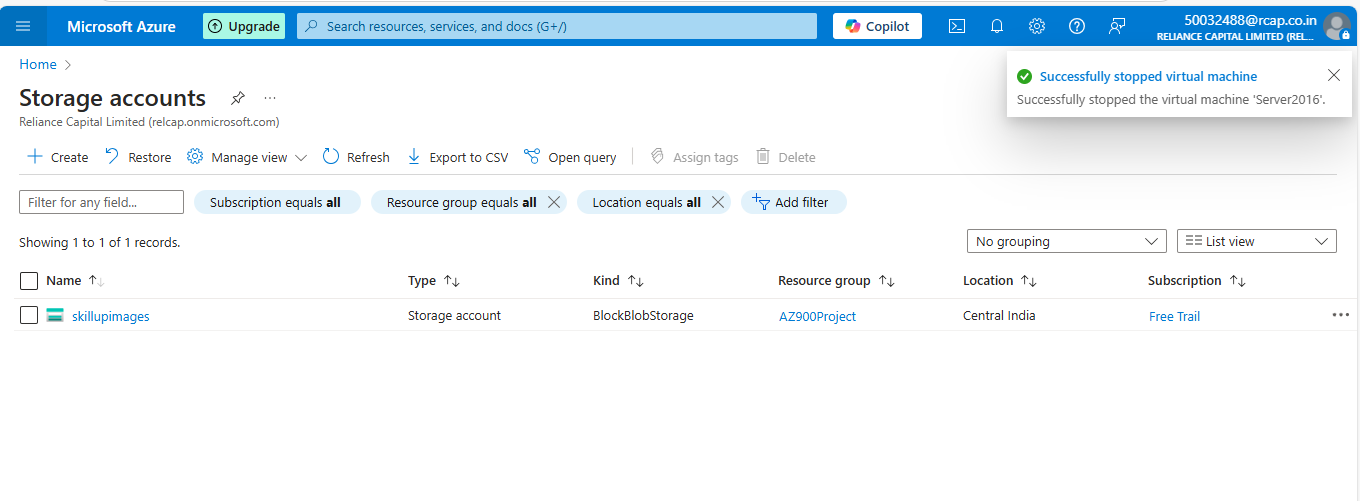 Microsoft Azure
Upgrade
Search resources, services, and docs (G+/)
Copilot
50032488@rcap.co.in
RELIANCE CAPITAL LIMITED (REL...
Home
Successfully stopped virtual machine
Successfully stopped the virtual machine 'Server2016'.
Storage accounts
Reliance Capital Limited (relcap.onmicrosoft.com)
Create Restore Manage view Refresh Export to CSV Open query Assign tags Delete
Filter for any field... Subscription equals all Resource group equals all Location equals all Add filter
Showing 1 to 1 of 1 records. No grouping List view
Name Type Kind Resource group Location Subscription
skillupimages Storage account BlockBlobStorage AZ900Project Central India Free Trail